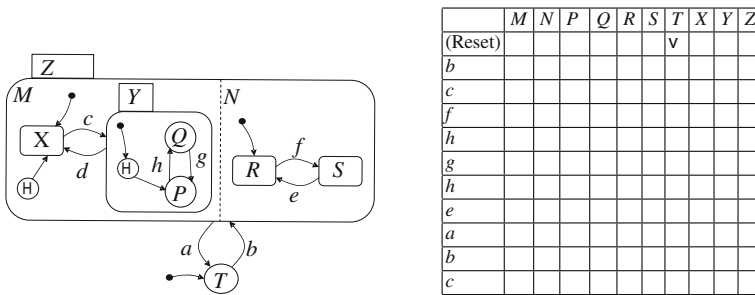 Z
M
Y
N
X
c
d
H
H
Q
h
g
P
R
f
S
e
a
b
T
M N P Q R S T X Y Z
(Reset) v
b
c
f
h
g
h
e
a
b
c